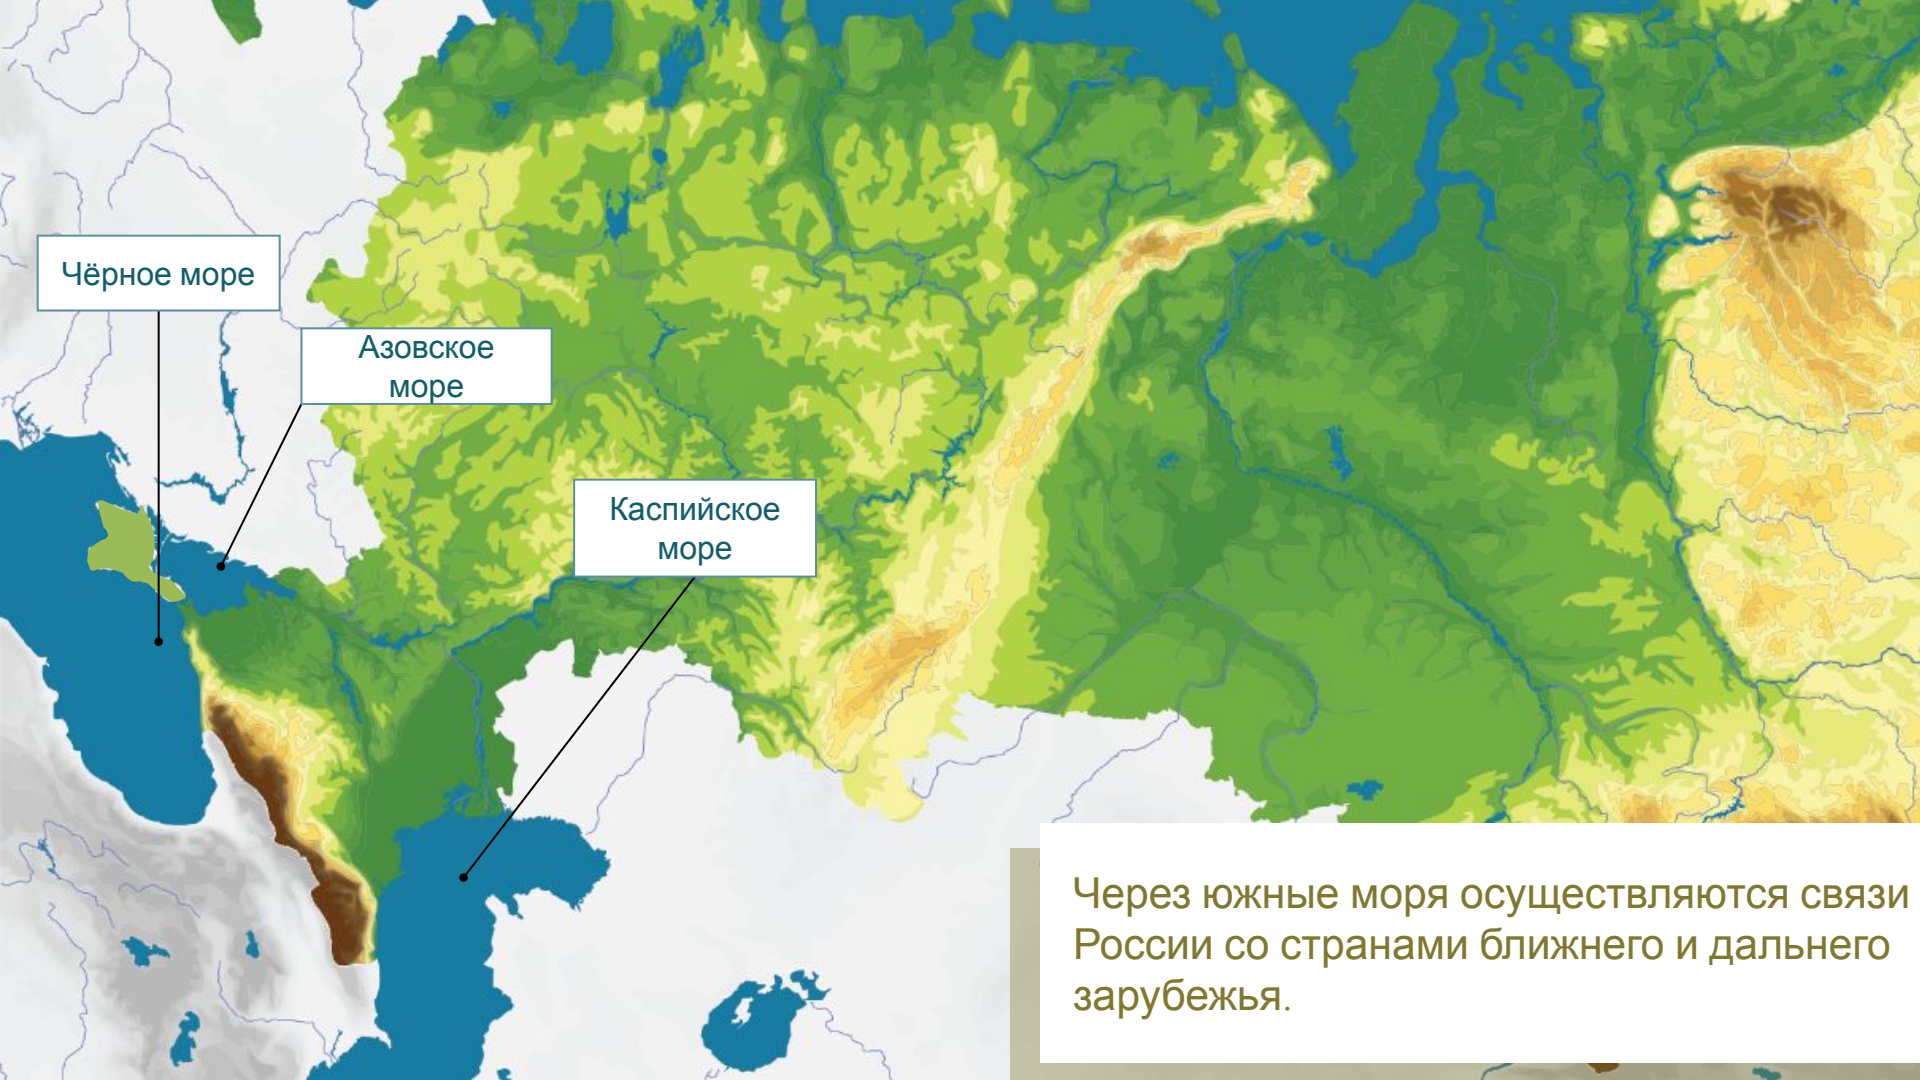 Чёрное море
Азовское
море
Каспийское
море
Через южные моря осуществляются связи
России со странами ближнего и дальнего
зарубежья.